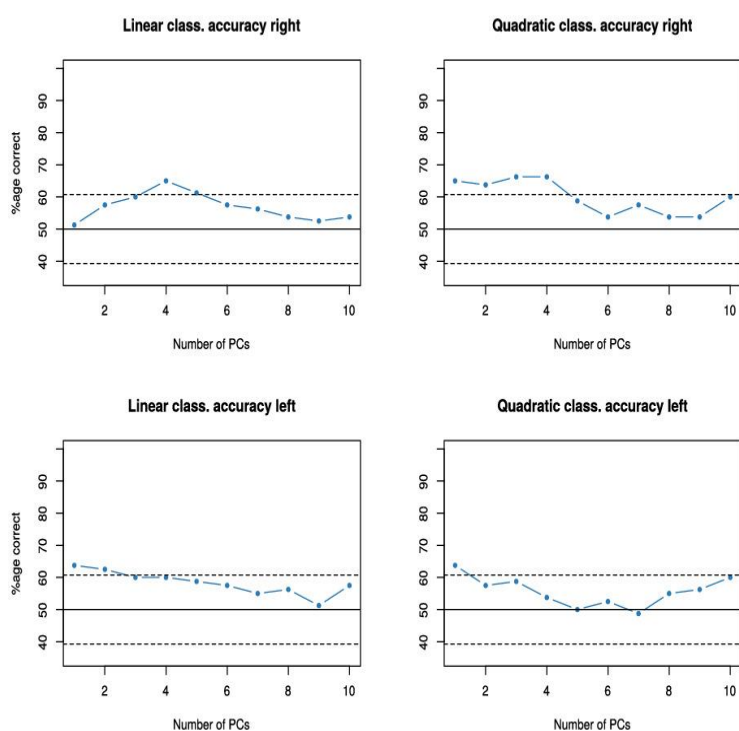 Linear class. accuracy right
%age correct
90
80
70
60
50
40
2 4 6 8 10
Number of PCs
Quadratic class. accuracy right
90
80
70
60
50
40
2 4 6 8 10
Number of PCs
Linear class. accuracy left
%age correct
90
80
70
60
50
40
2 4 6 8 10
Number of PCs
Quadratic class. accuracy left
90
80
70
60
50
40
2 4 6 8 10
Number of PCs